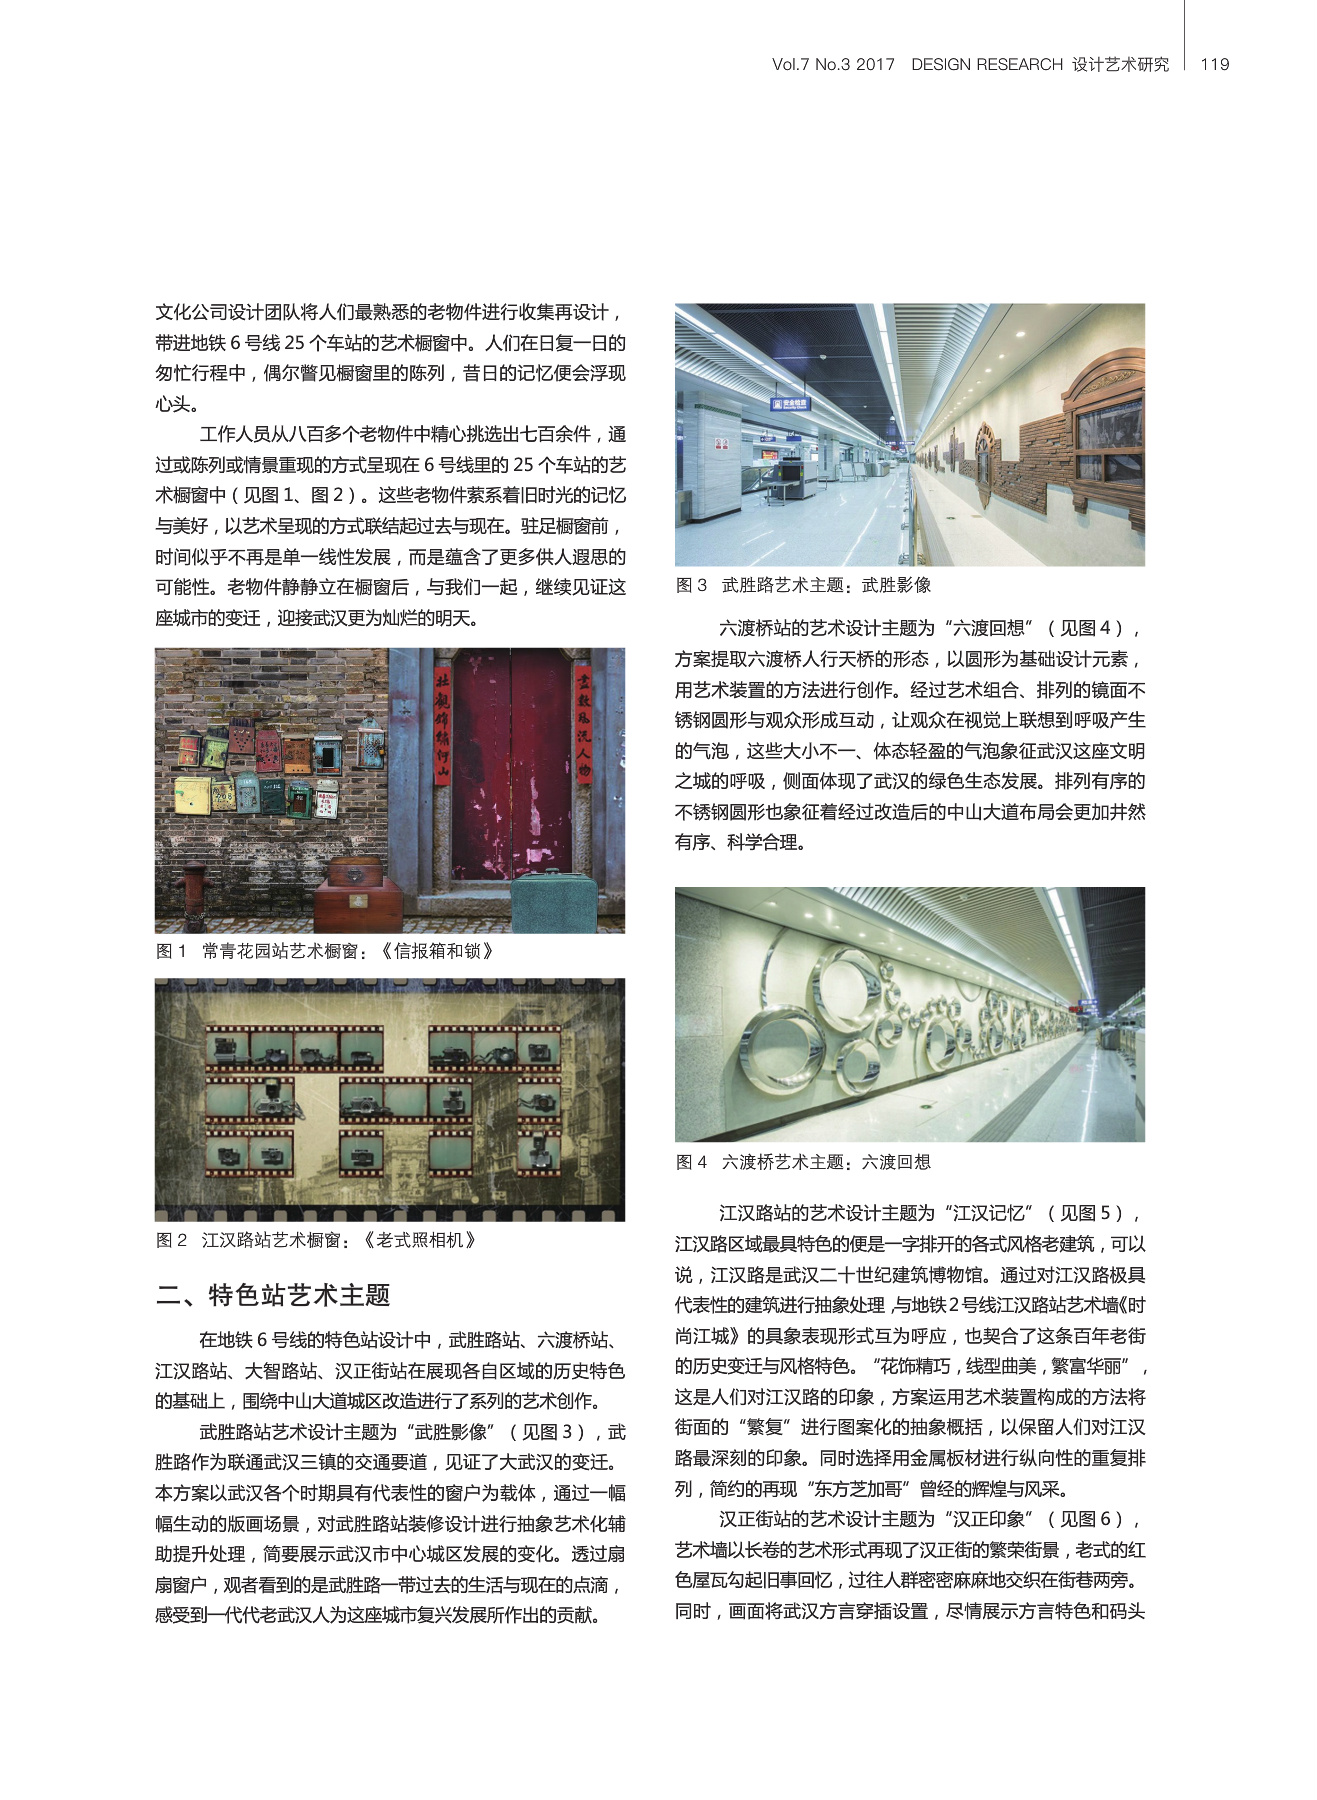 Vol.7 No.3 2017 DESIGN RESEARCH 设计艺术研究 119
文化公司设计团队将人们最熟悉的老物件进行收集再设计，
带进地铁 6 号线 25 个车站的艺术橱窗中。人们在日复一日的
匆忙行程中，偶尔瞥见橱窗里的陈列，昔日的记忆便会浮现
心头。
工作人员从八百多个老物件中精心挑选出七百余件，通
过或陈列或情景重现的方式呈现在 6 号线里的 25 个车站的艺
术橱窗中（见图 1、图 2）。这些老物件萦系着旧时光的记忆
与美好，以艺术呈现的方式联结起过去与现在。驻足橱窗前，
时间似乎不再是单一线性发展，而是蕴含了更多供人遐思的
可能性。老物件静静立在橱窗后，与我们一起，继续见证这
座城市的变迁，迎接武汉更为灿烂的明天。
壮观锦绣河山
尽数风流人物
图 1 常青花园站艺术橱窗：《信报箱和锁》
图 2 江汉路站艺术橱窗：《老式照相机》
二、特色站艺术主题
在地铁 6 号线的特色站设计中，武胜路站、六渡桥站、
江汉路站、大智路站、汉正街站在展现各自区域的历史特色
的基础上，围绕中山大道城区改造进行了系列的艺术创作。
武胜路站艺术设计主题为“武胜影像”（见图 3），武
胜路作为联通武汉三镇的交通要道，见证了大武汉的变迁。
本方案以武汉各个时期具有代表性的窗户为载体，通过一幅
幅生动的版画场景，对武胜路站装修设计进行抽象艺术化辅
助提升处理，简要展示武汉市中心城区发展的变化。透过扇
扇窗户，观者看到的是武胜路一带过去的生活与现在的点滴，
感受到一代代老武汉人为这座城市复兴发展所作出的贡献。
安全检查
图 3 武胜路艺术主题：武胜影像
六渡桥站的艺术设计主题为“六渡回想”（见图 4），
方案提取六渡桥人行天桥的形态，以圆形为基础设计元素，
用艺术装置的方法进行创作。经过艺术组合、排列的镜面不
锈钢圆形与观众形成互动，让观众在视觉上联想到呼吸产生
的气泡，这些大小不一、体态轻盈的气泡象征武汉这座文明
之城的呼吸，侧面体现了武汉的绿色生态发展。排列有序的
不锈钢圆形也象征着经过改造后的中山大道布局会更加井然
有序、科学合理。
图 4 六渡桥艺术主题：六渡回想
江汉路站的艺术设计主题为“江汉记忆”（见图 5），
江汉路区域最具特色的便是一字排开的各式风格老建筑，可以
说，江汉路是武汉二十世纪建筑博物馆。通过对江汉路极具
代表性的建筑进行抽象处理，与地铁 2 号线江汉路站艺术墙《时
尚江城》的具象表现形式互为呼应，也契合了这条百年老街
的历史变迁与风格特色。“花饰精巧，线型曲美，繁富华丽”，
这是人们对江汉路的印象，方案运用艺术装置构成的方法将
街面的“繁复”进行图案化的抽象概括，以保留人们对江汉
路最深刻的印象。同时选择用金属板材进行纵向性的重复排
列，简约的再现“东方芝加哥”曾经的辉煌与风采。
汉正街站的艺术设计主题为“汉正印象”（见图 6），
艺术墙以长卷的艺术形式再现了汉正街的繁荣街景，老式的红
色屋瓦勾起旧事回忆，过往人群密密麻麻地交织在街巷两旁。
同时，画面将武汉方言穿插设置，尽情展示方言特色和码头